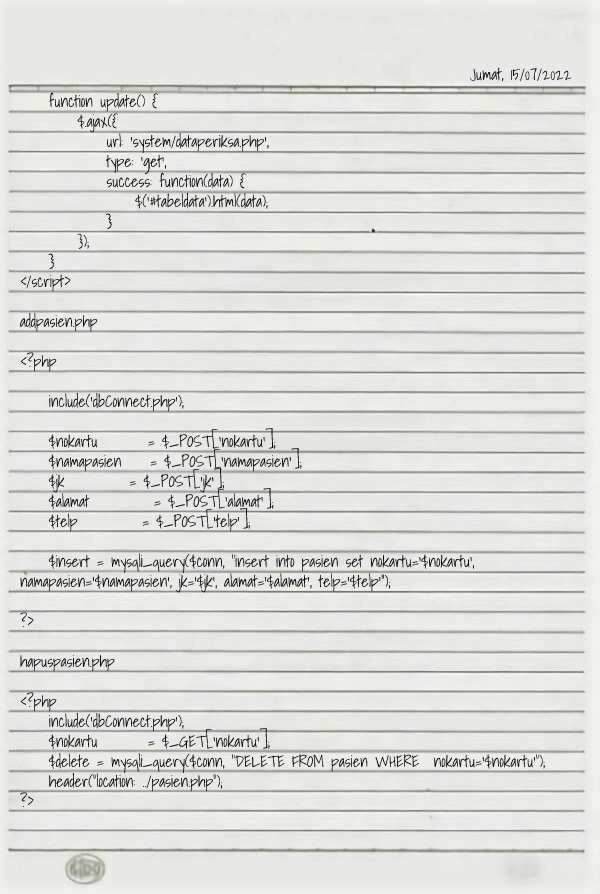 Jumat, 15/07/2022
function update() {
$.ajax({
url: 'system/dataperiksa.php',
type: 'get',
success: function(data) {
$('#tabeldata').html(data);
}
});
}
</script>
addpasien.php
<?php
include('dbConnect.php');
$nokartu = $_POST['nokartu'];
$namapasien = $_POST['namapasien'];
$jk = $_POST['jk'];
$alamat = $_POST['alamat'];
$telp = $_POST['telp'];
$insert = mysqli_query($conn, "insert into pasien set nokartu='$nokartu',
namapasien='$namapasien', jk='$jk', alamat='$alamat', telp='$telp'");
?>
hapuspasien.php
<?php
include('dbConnect.php');
$nokartu = $_GET['nokartu'];
$delete = mysqli_query($conn, "DELETE FROM pasien WHERE nokartu='$nokartu'");
header("location: ../pasien.php");
?>